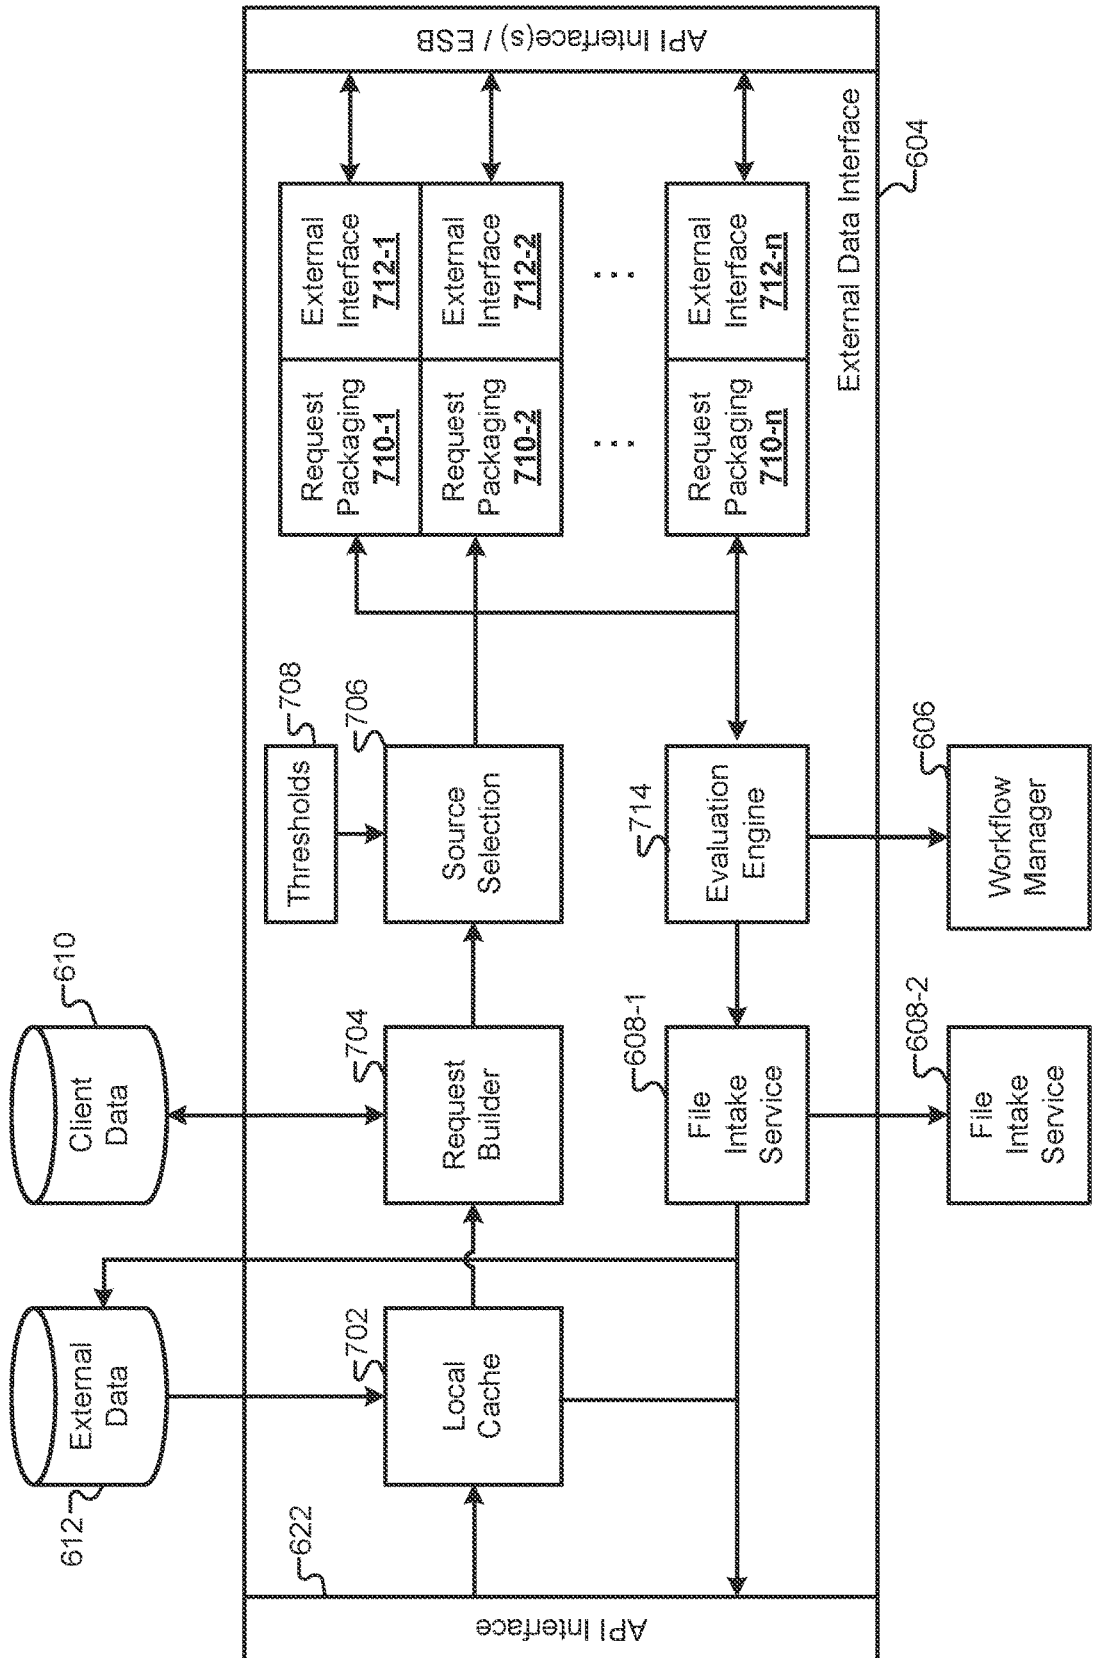 612
External
Data
Client
Data
610
622
API Interface
702
Local
Cache
704
Request
Builder
Thresholds
708
706
Source
Selection
Request
Packaging
710-1
External
Interface
712-1
Request
Packaging
710-2
External
Interface
712-2
...
...
Request
Packaging
710-n
External
Interface
712-n
API Interface(s) / ESB
608-1
File
Intake
Service
714
Evaluation
Engine
External Data Interface
604
608-2
File
Intake
Service
606
Workflow
Manager